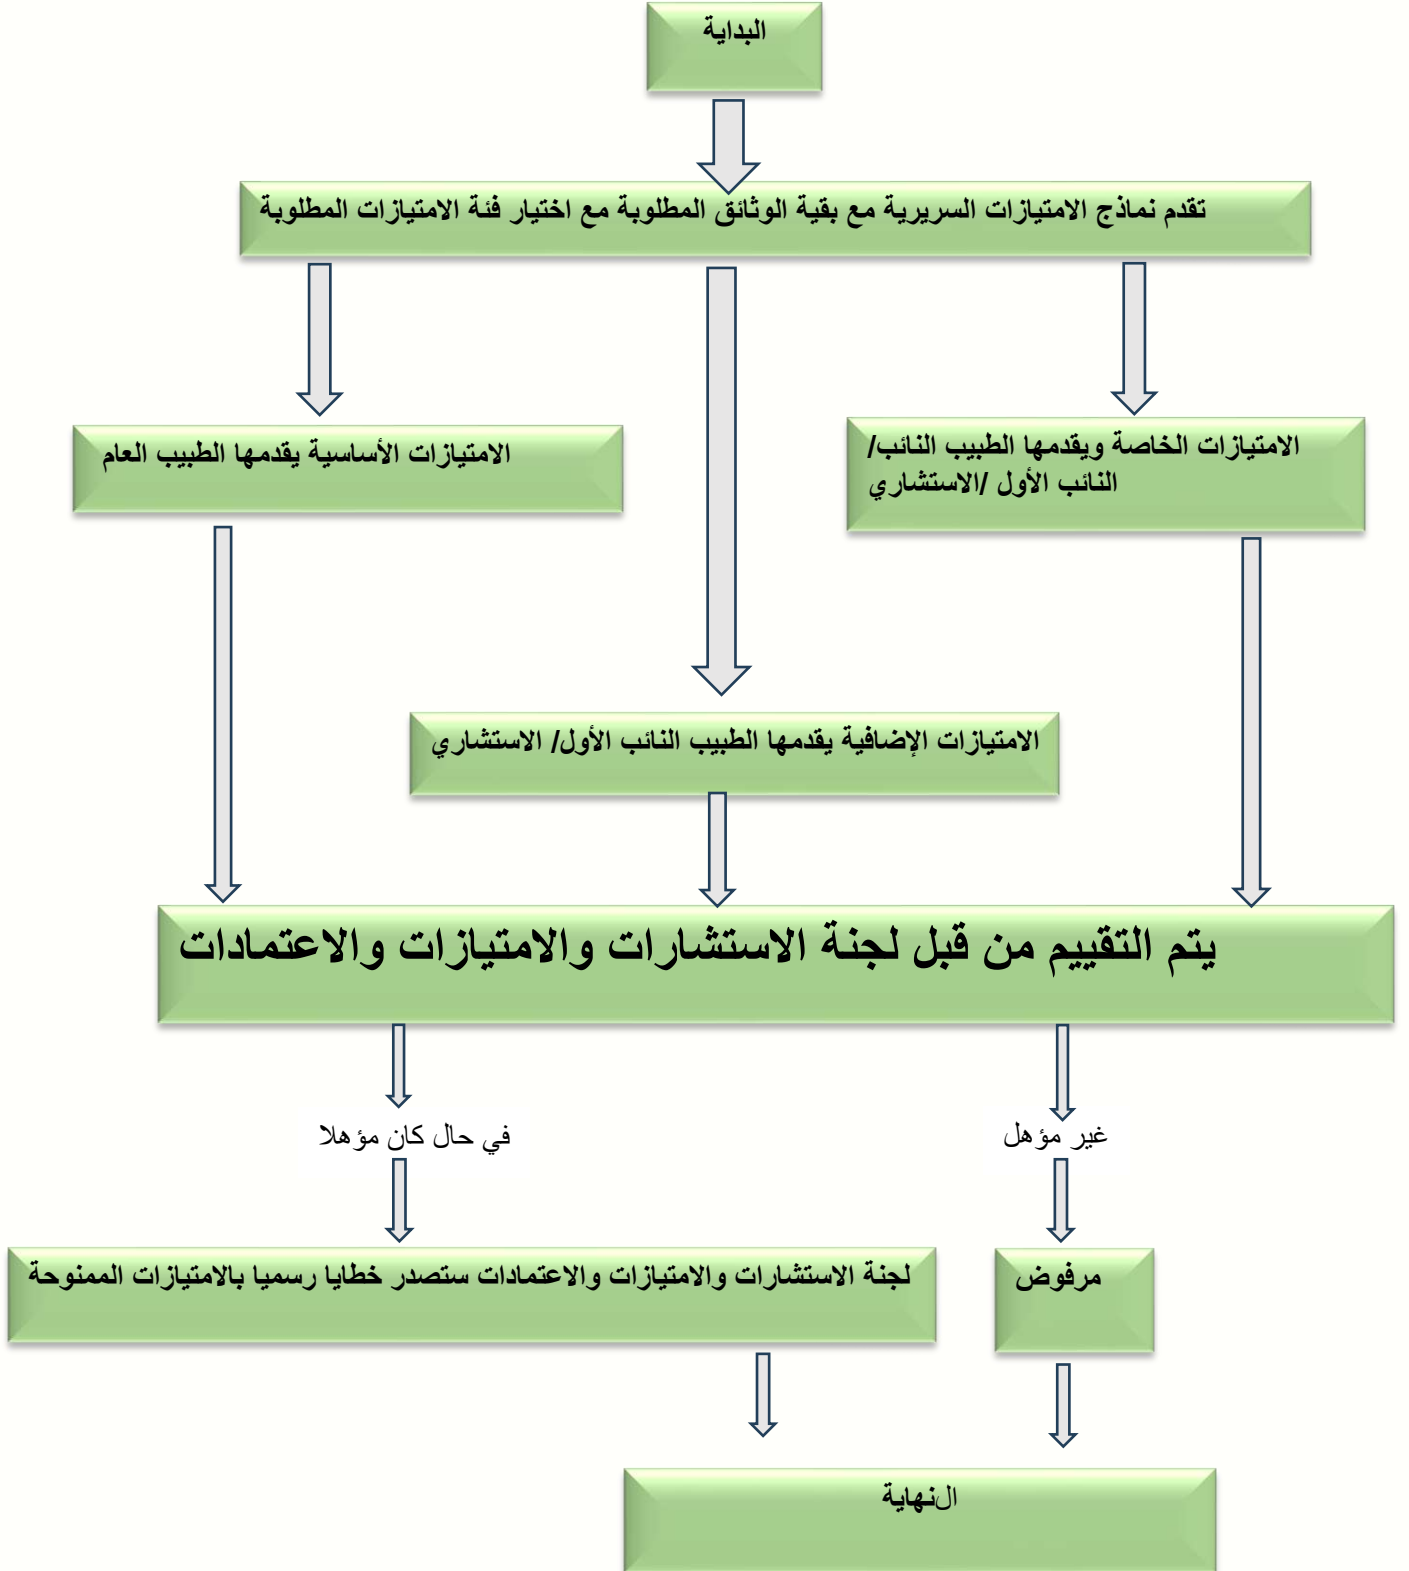 البداية
تقدم نماذج الامتيازات السريرية مع بقية الوثائق المطلوبة مع اختيار فئة الامتيازات المطلوبة
الامتيازات الخاصة ويقدمها الطبيب النائب/
النائب الأول /الاستشاري
الامتيازات الأساسية يقدمها الطبيب العام
الامتيازات الإضافية يقدمها الطبيب النائب الأول/ الاستشاري
يتم التقييم من قبل لجنة الاستشارات والامتيازات والاعتمادات
غير مؤهل
في حال كان مؤهلا
مرفوض
لجنة الاستشارات والامتيازات والاعتمادات ستصدر خطايا رسميا بالامتيازات الممنوحة
النهاية